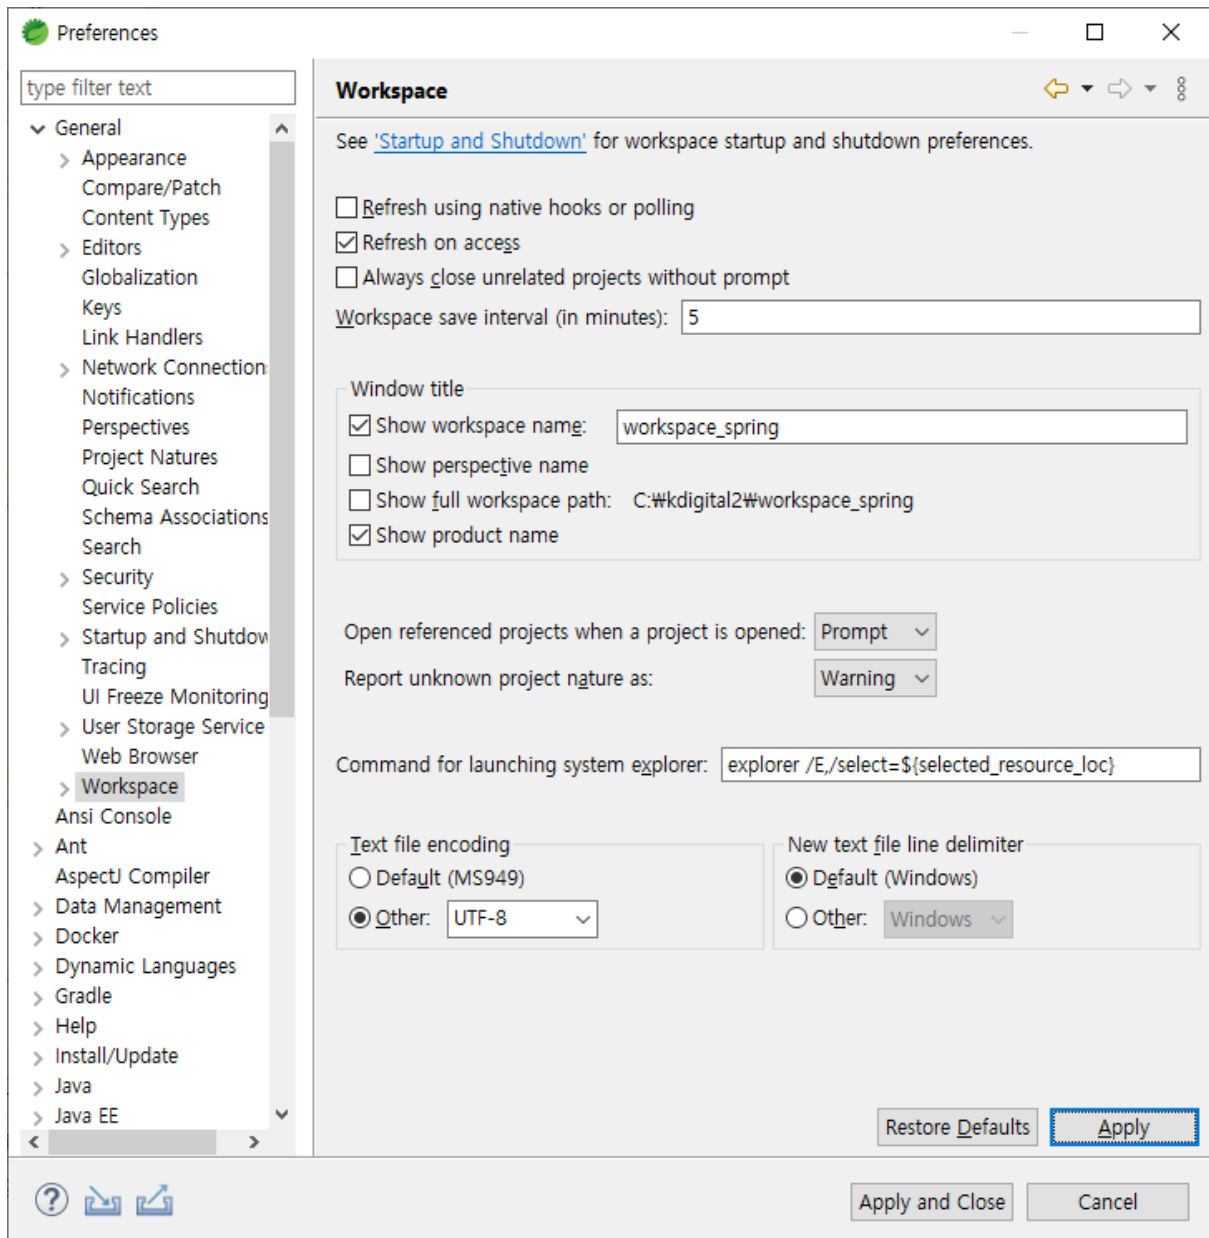 Preferences
type filter text
General
Appearance
Compare/Patch
Content Types
Editors
Globalization
Keys
Link Handlers
Network Connection
Notifications
Perspectives
Project Natures
Quick Search
Schema Associations
Search
Security
Service Policies
Startup and Shutdow
Tracing
UI Freeze Monitoring
User Storage Service
Web Browser
Workspace
Ansi Console
Ant
AspectJ Compiler
Data Management
Docker
Dynamic Languages
Gradle
Help
Install/Update
Java
Java EE
Workspace
See 'Startup and Shutdown' for workspace startup and shutdown preferences.
Refresh using native hooks or polling
Refresh on access
Always close unrelated projects without prompt
Workspace save interval (in minutes): 5
Window title
Show workspace name: workspace_spring
Show perspective name
Show full workspace path: C:₩kdigital2₩workspace_spring
Show product name
Open referenced projects when a project is opened: Prompt
Report unknown project nature as: Warning
Command for launching system explorer: explorer /E,/select=${selected_resource_loc}
Text file encoding
Default (MS949)
Other: UTF-8
New text file line delimiter
Default (Windows)
Other: Windows
Restore Defaults
Apply
Apply and Close
Cancel